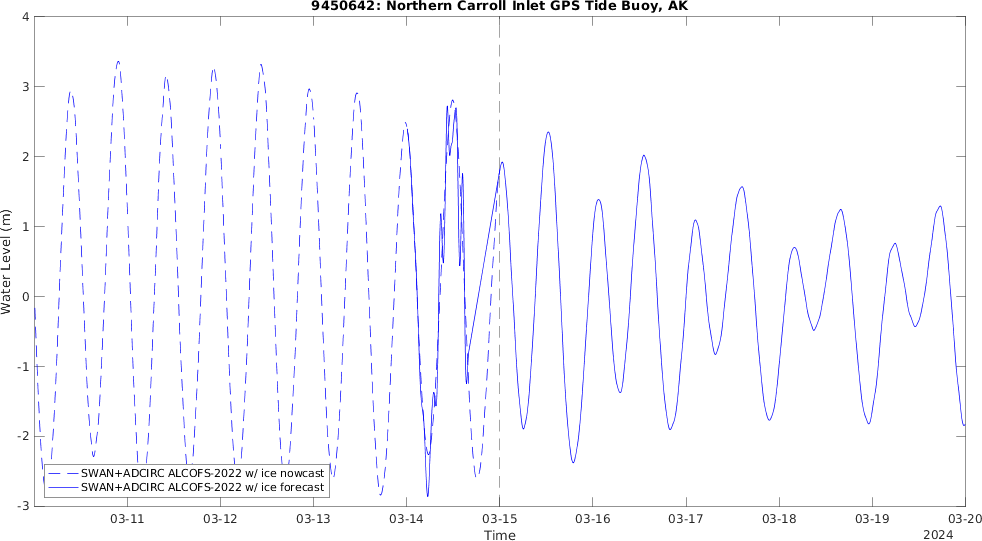 9450642: Northern Carroll Inlet GPS Tide Buoy, AK
4
3
2
1
0
-1
-2
-3
Water Level (m)
SWAN+ADCIRC ALCOFS-2022 w/ ice nowcast
SWAN+ADCIRC ALCOFS-2022 w/ ice forecast
03-11 03-12 03-13 03-14 03-15 03-16 03-17 03-18 03-19 03-20
Time
2024